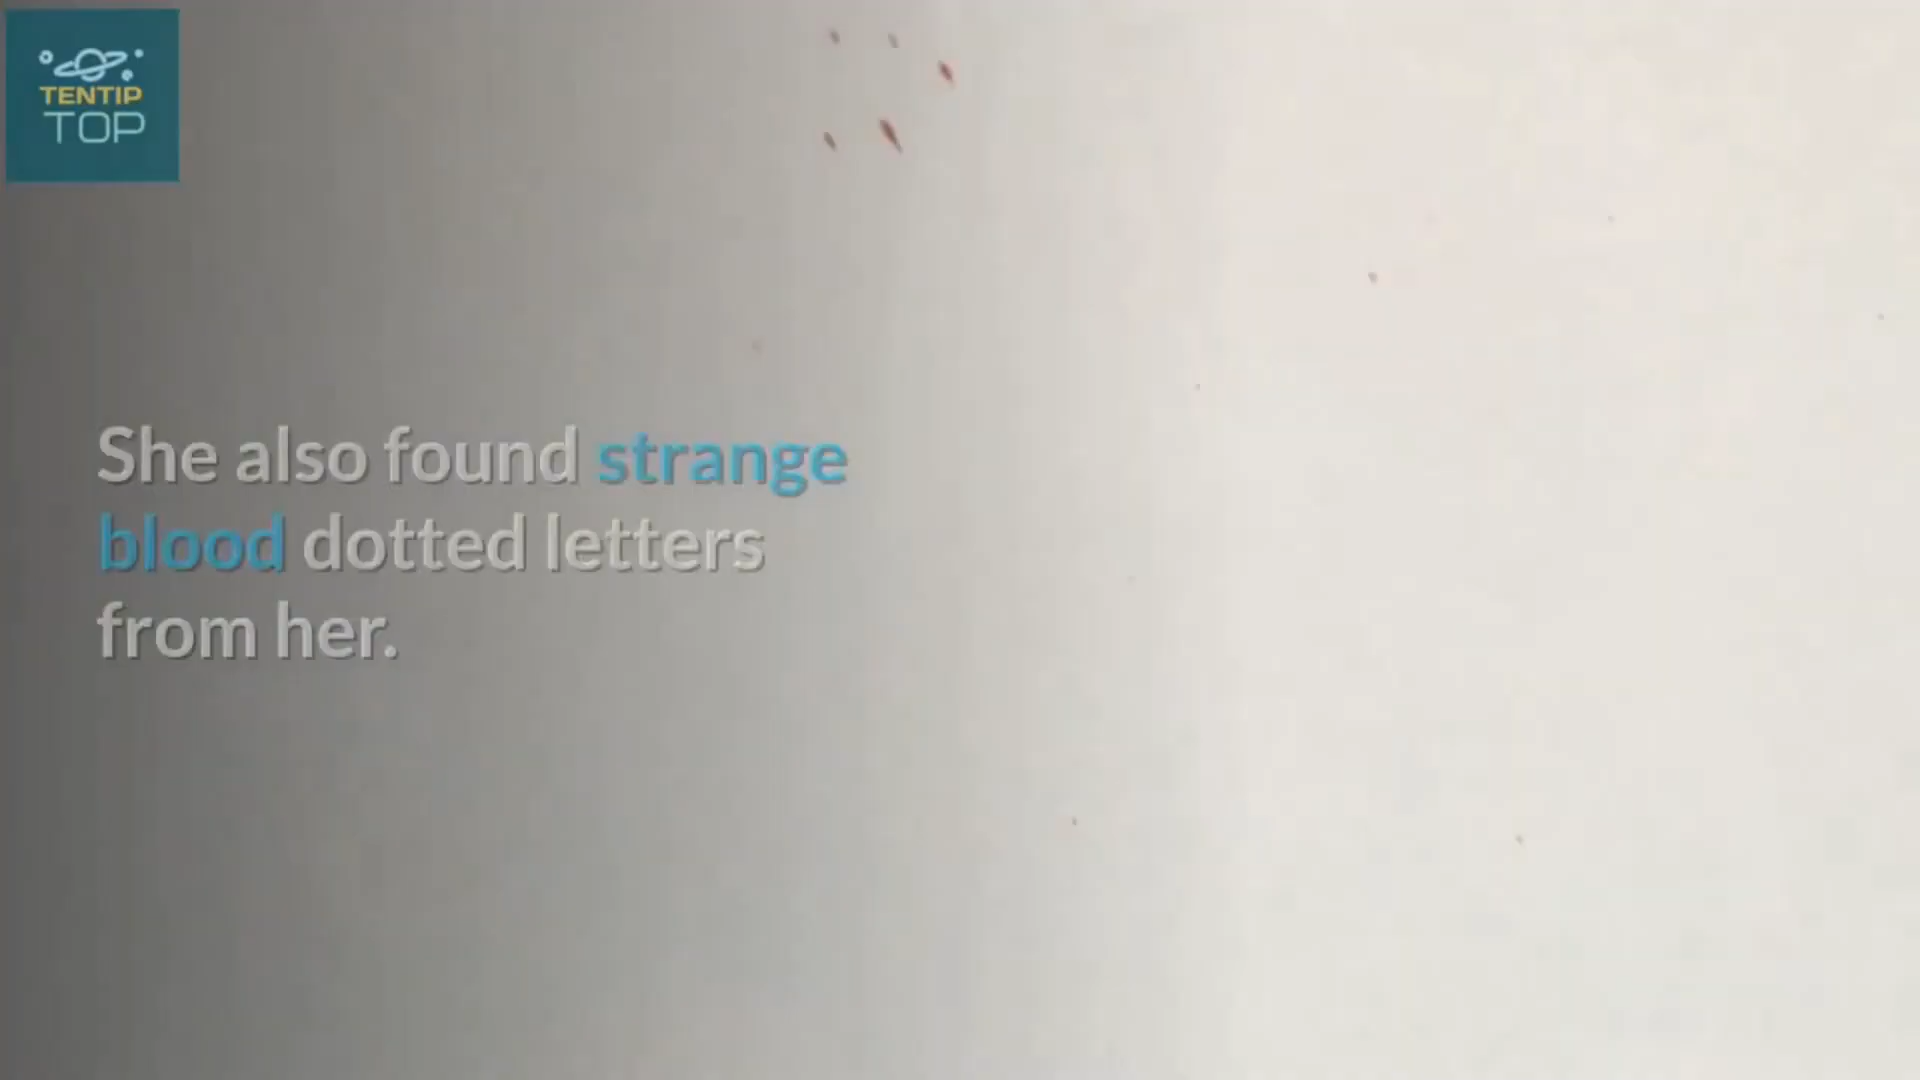 TENTIP
TOP
She also found strange
blood dotted letters
from her.